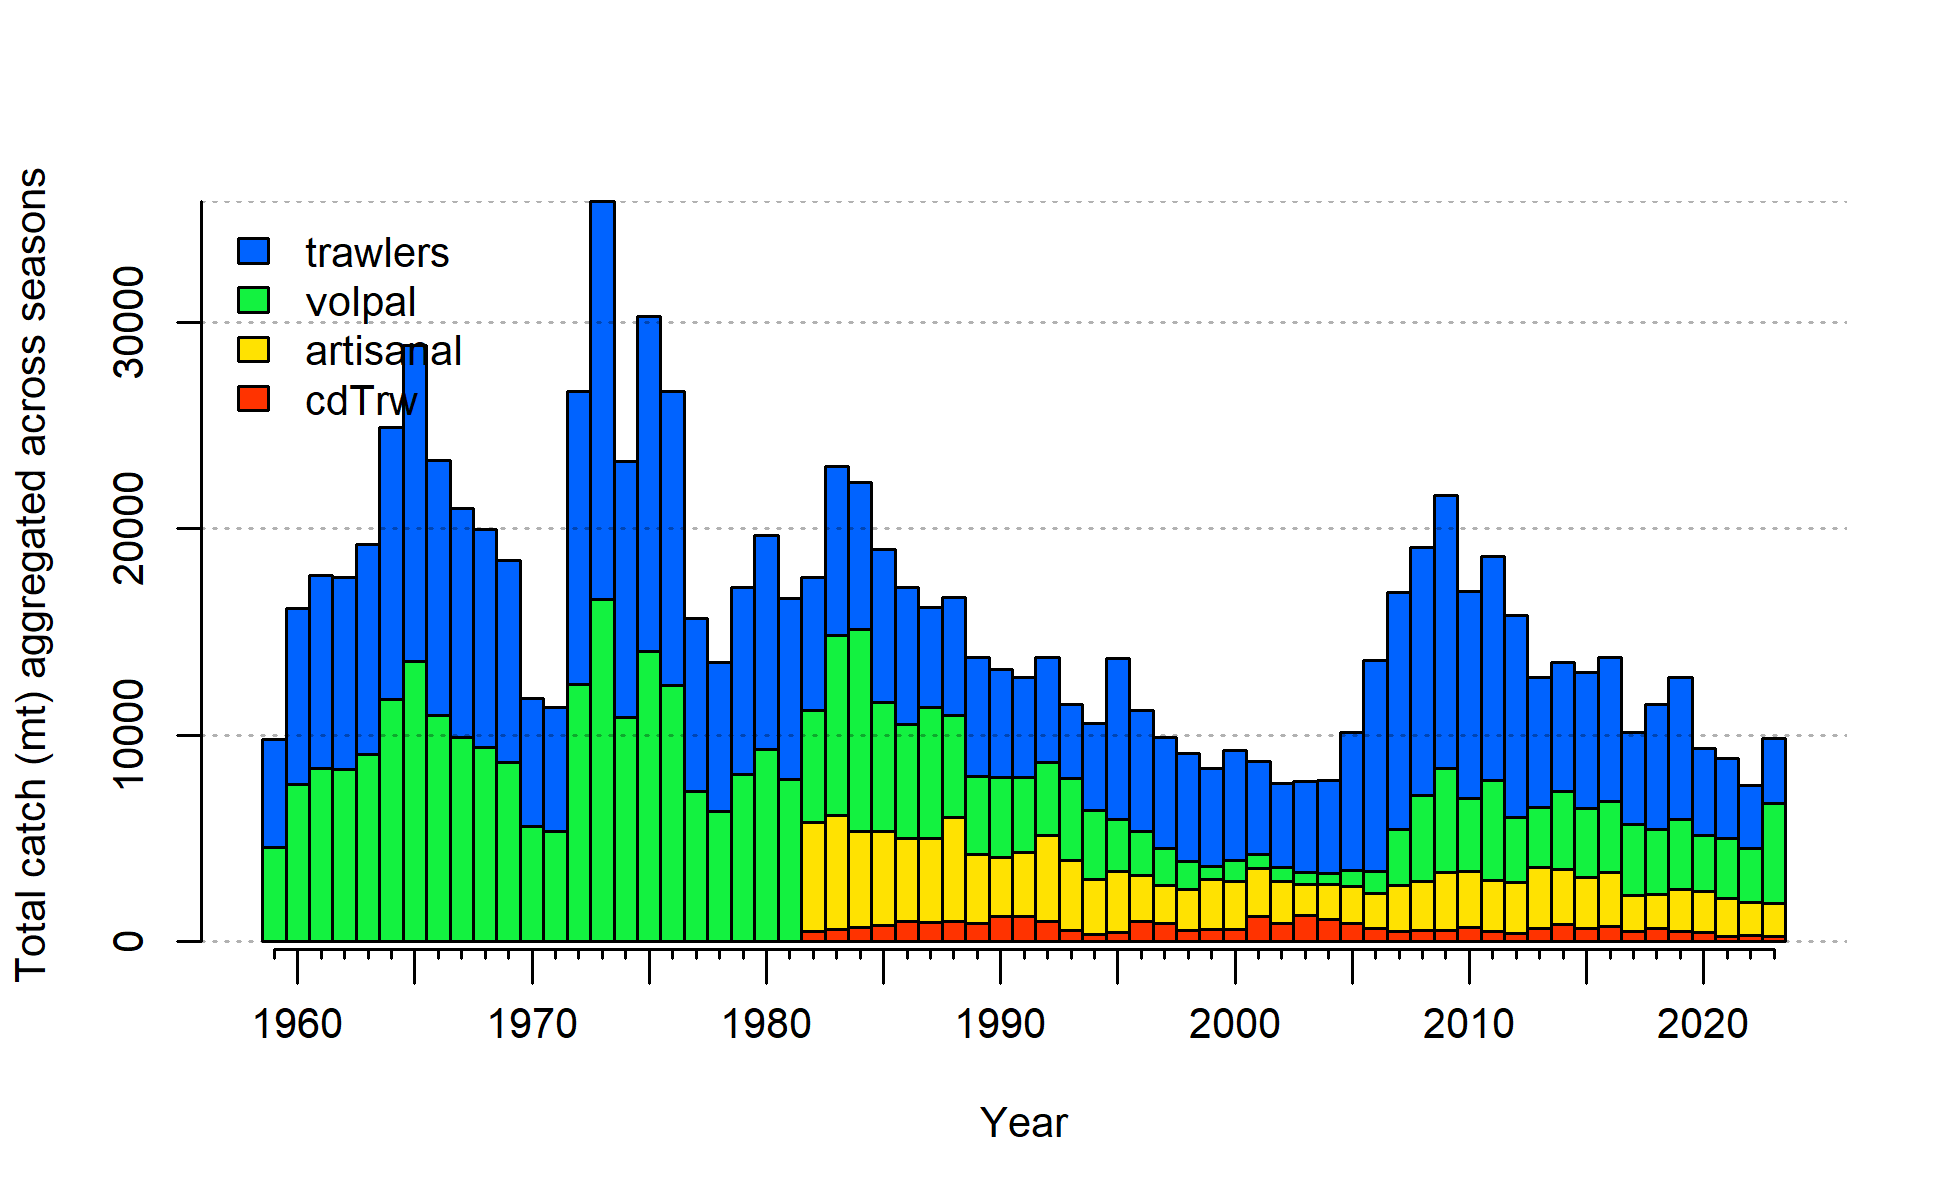 Total catch (mt) aggregated across seasons
30000
20000
10000
0
trawlers
volpal
artisanal
cdTrw
1960 1970 1980 1990 2000 2010 2020
Year